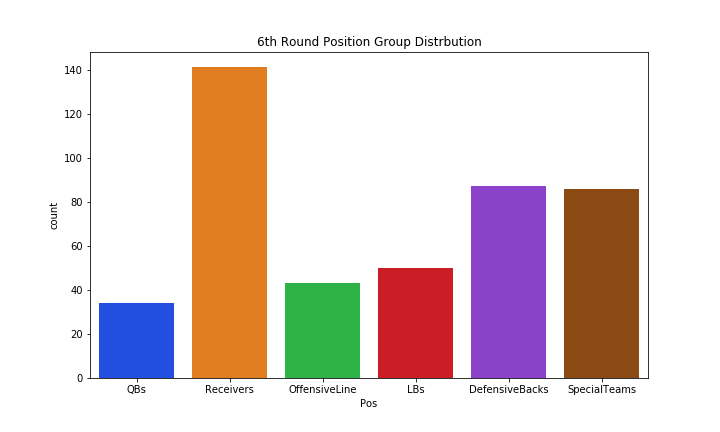 6th Round Position Group Distrbution
140
120
100
80
60
40
20
0
count
QBs Receivers OffensiveLine LBs DefensiveBacks SpecialTeams
Pos